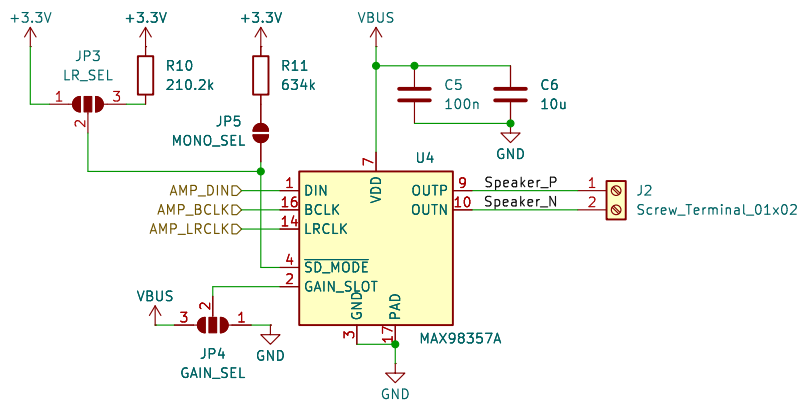 +3.3V
+3.3V
+3.3V
VBUS
JP3
LR_SEL
1
3
2
R10
210.2k
R11
634k
JP5
MONO_SEL
C5
100n
C6
10u
GND
U4
7
VDD
AMP_DIN
1
DIN
AMP_BCLK
16
BCLK
AMP_LRCLK
14
LRCLK
4
SD_MODE
2
GAIN_SLOT
OUTP
9
Speaker_P
1
OUTN
10
Speaker_N
2
J2
Screw_Terminal_01x02
GND
PAD
3
17
MAX98357A
GND
VBUS
3
2
1
JP4
GAIN_SEL
GND